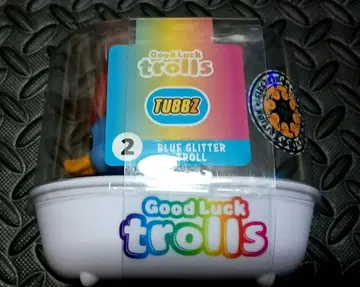 Good Luck
trolls
TUBBZ
2
BLUE GLITTER
TROLL
Good Luck
trolls